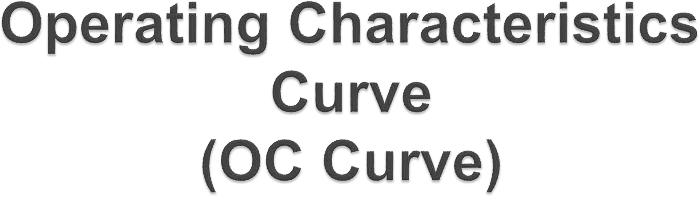 Operating Characteristics
Curve
(OC Curve)